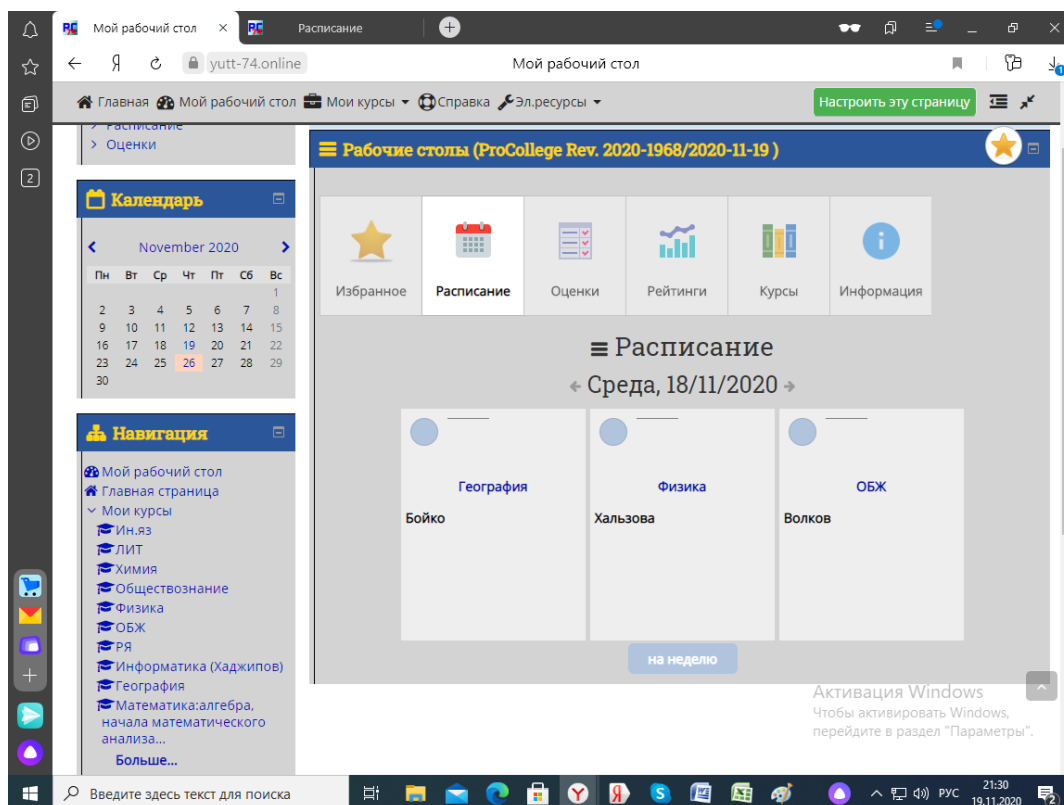 Мой рабочий стол
Расписание
yutt-74.online
Мой рабочий стол
1
Главная Мой рабочий стол Мои курсы Справка Эл.ресурсы
Настроить эту страницу
2
> Расписание
> Оценки
Календарь
November 2020
Пн Вт Ср Чт Пт Сб Вс
1
2 3 4 5 6 7 8
9 10 11 12 13 14 15
16 17 18 19 20 21 22
23 24 25 26 27 28 29
30
Навигация
Мой рабочий стол
Главная страница
Мои курсы
Ин.яз
ЛИТ
Химия
Обществознание
Физика
ОБЖ
РЯ
Информатика (Хаджипов)
География
Математика:алгебра,
начала математического
анализа...
Больше...
Рабочие столы (ProCollege Rev. 2020-1968/2020-11-19 )
Избранное
Расписание
Оценки
Рейтинги
Курсы
Информация
Расписание
Среда, 18/11/2020
География
Бойко
Физика
Хальзова
ОБЖ
Волков
на неделю
Активация Windows
Чтобы активировать Windows,
перейдите в раздел "Параметры".
Введите здесь текст для поиска
РУС
21:30
19.11.2020
2